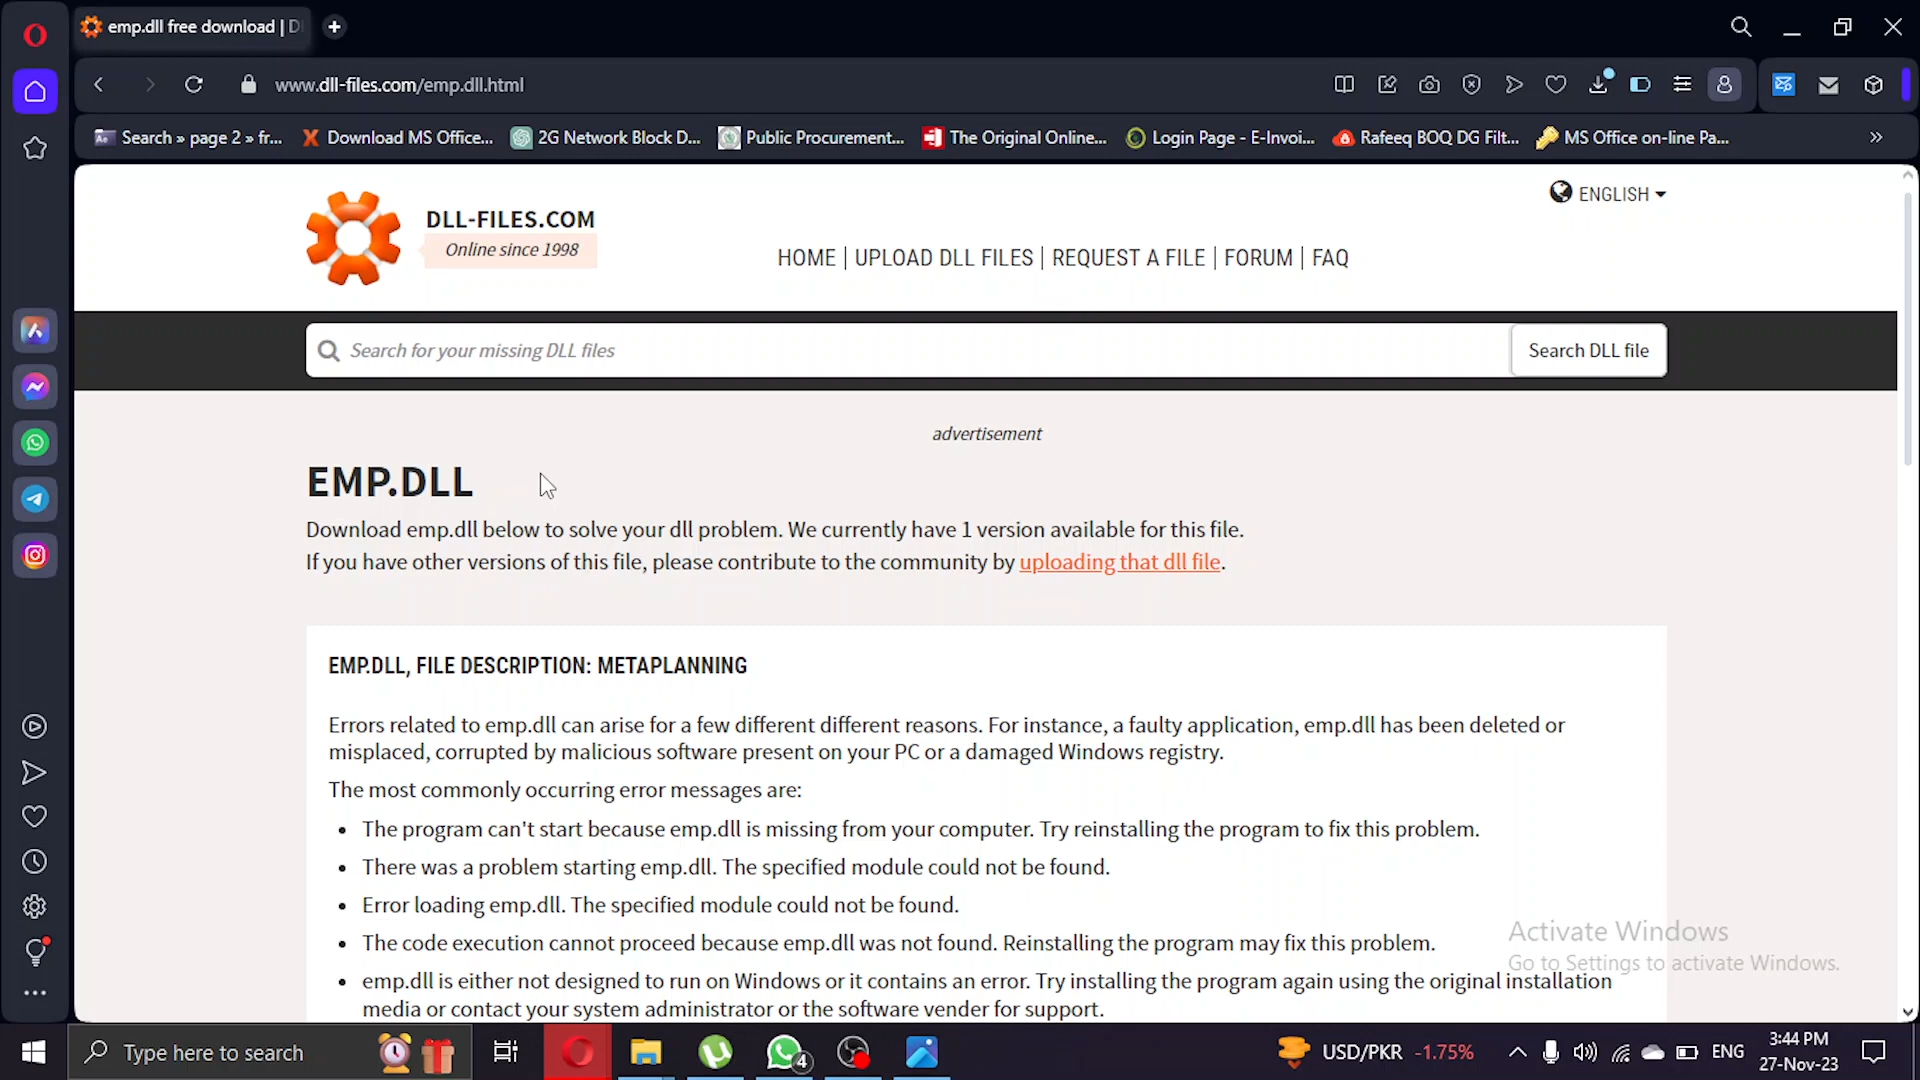 emp.dll free download | D
www.dll-files.com/emp.dll.html
Search » page 2 » fr...
Download MS Office...
2G Network Block D...
Public Procurement...
The Original Online...
Login Page - E-Invoi...
Rafeeq BOQ DG Filt...
MS Office on-line Pa...
DLL-FILES.COM
Online since 1998
ENGLISH
HOME | UPLOAD DLL FILES | REQUEST A FILE | FORUM | FAQ
Search for your missing DLL files
Search DLL file
advertisement
EMP.DLL
Download emp.dll below to solve your dll problem. We currently have 1 version available for this file.
If you have other versions of this file, please contribute to the community by uploading that dll file.
EMP.DLL, FILE DESCRIPTION: METAPLANNING
Errors related to emp.dll can arise for a few different different reasons. For instance, a faulty application, emp.dll has been deleted or
misplaced, corrupted by malicious software present on your PC or a damaged Windows registry.
The most commonly occurring error messages are:
• The program can't start because emp.dll is missing from your computer. Try reinstalling the program to fix this problem.
• There was a problem starting emp.dll. The specified module could not be found.
• Error loading emp.dll. The specified module could not be found.
• The code execution cannot proceed because emp.dll was not found. Reinstalling the program may fix this problem.
• emp.dll is either not designed to run on Windows or it contains an error. Try installing the program again using the original installation
media or contact your system administrator or the software vender for support.
Activate Windows
Go to Settings to activate Windows.
Type here to search
4
USD/PKR -1.75%
ENG
3:44 PM
27-Nov-23